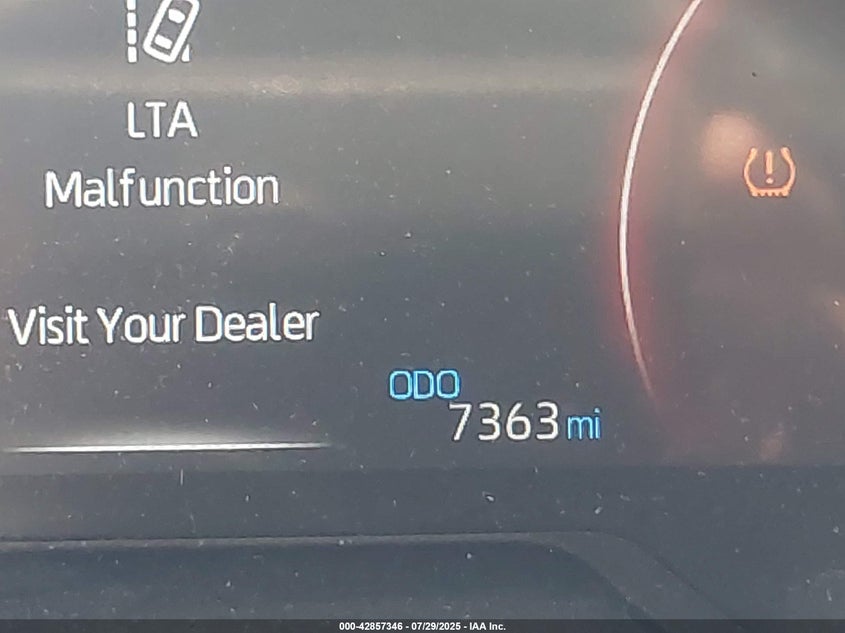 LTA
Malfunction
Visit Your Dealer
ODO
7363 mi
000-42857346 - 07/29/2025 - IAA Inc.